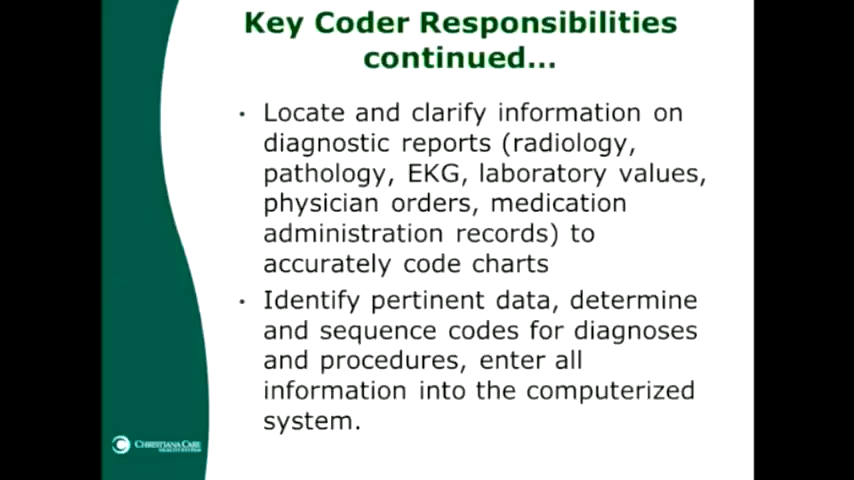 Key Coder Responsibilities
continued...
• Locate and clarify information on
diagnostic reports (radiology,
pathology, EKG, laboratory values,
physician orders, medication
administration records) to
accurately code charts
• Identify pertinent data, determine
and sequence codes for diagnoses
and procedures, enter all
information into the computerized
system.
CHRISTIANA CARE
HEALTH SYSTEM